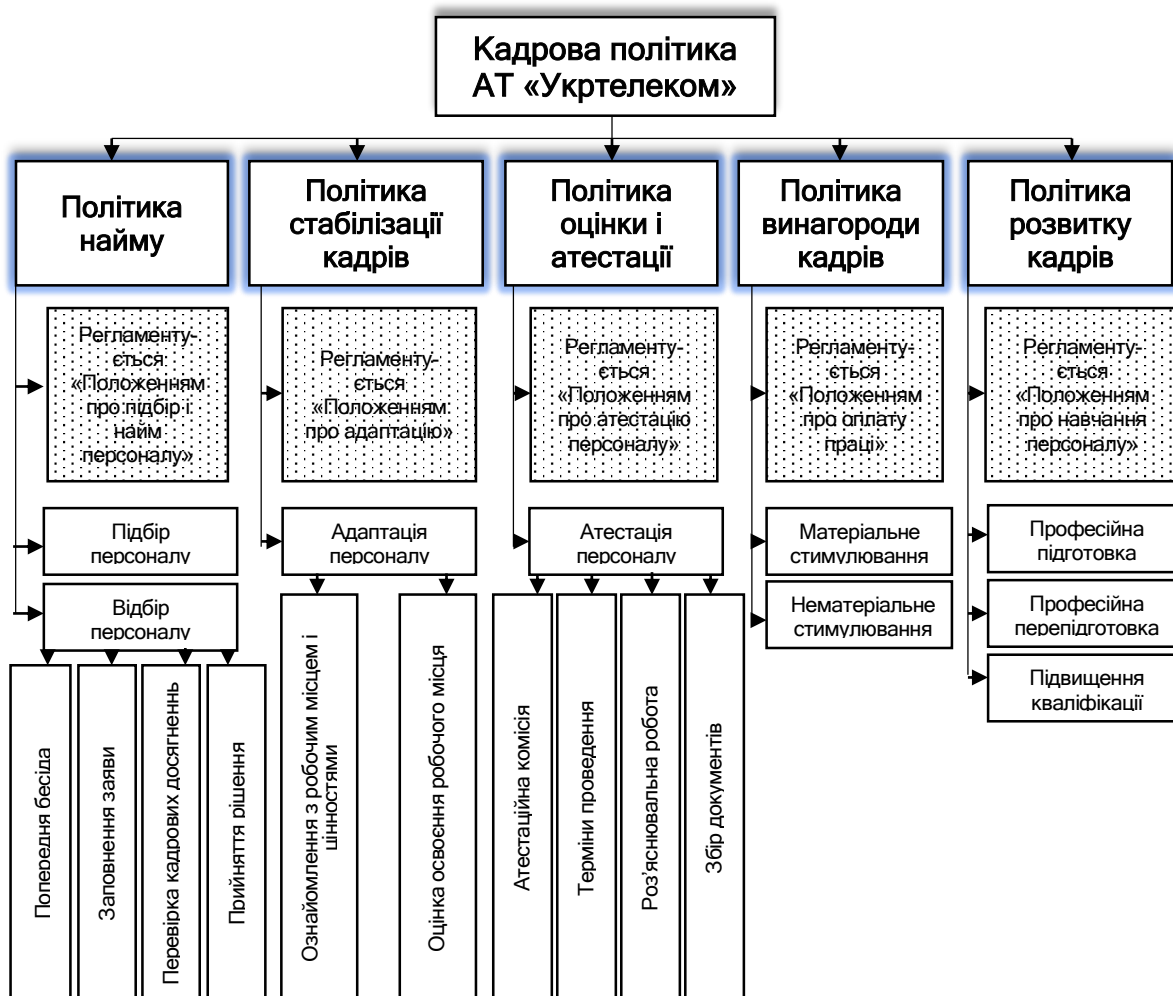 Кадрова політика
АТ «Укртелеком»
Політика
найму
Політика
стабілізації
кадрів
Політика
оцінки і
атестації
Політика
винагороди
кадрів
Політика
розвитку
кадрів
Регламенту-
ється
«Положенням
про підбір і
найм
персоналу»
Регламенту-
ється
«Положенням
про адаптацію»
Регламенту-
ється
«Положенням
про атестацію
персоналу»
Регламенту-
ється
«Положенням
про оплату
праці»
Регламенту-
ється
«Положенням
про навчання
персоналу»
Підбір
персоналу
Адаптація
персоналу
Атестація
персоналу
Матеріальне
стимулювання
Професійна
підготовка
Відбір
персоналу
Нематеріальне
стимулювання
Професійна
перепідготовка
Підвищення
кваліфікації
Попередня бесіда
Заповнення заяви
Перевірка кадрових досягненнь
Прийняття рішення
Ознайомлення з робочим місцем і
цінностями
Оцінка освоєння робочого місця
Атестаційна комісія
Терміни проведення
Роз’яснювальна робота
Збір документів